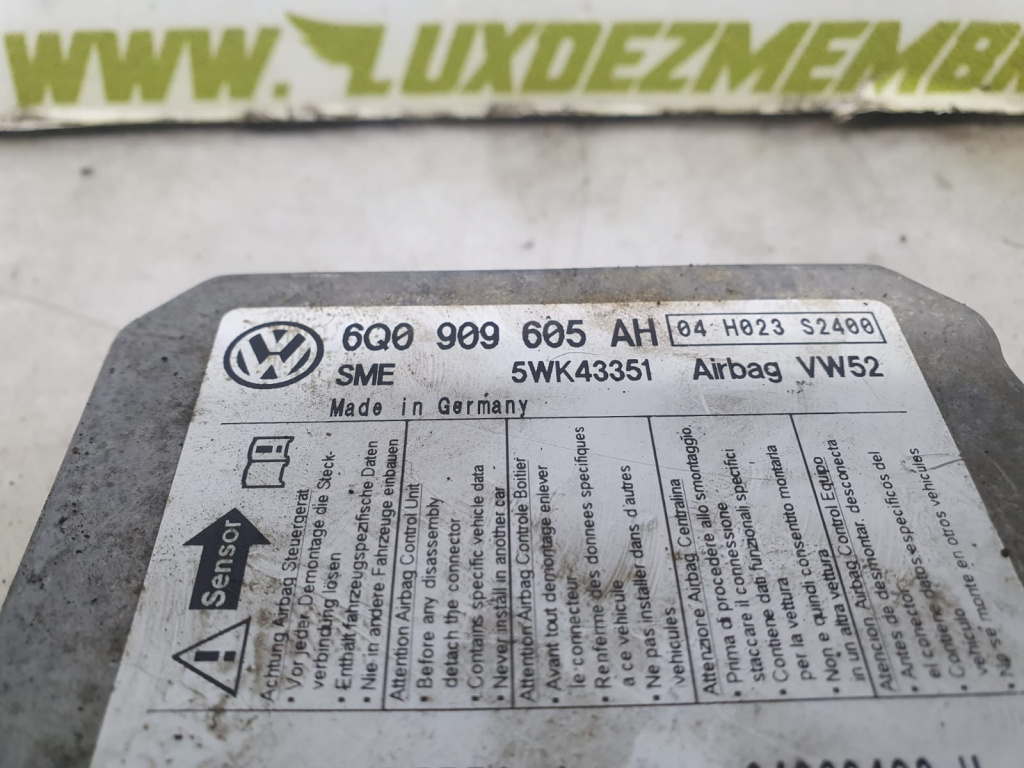 WWW.LUXDEZMEMBR
6Q0 909 605 AH 04 H023 S2400
SME 5WK43351 Airbag VW52
Made in Germany
Sensor
Achtung Airbag Steuergerät
• Vor jeder Demontage die Steck-
verbindung lösen
• Enthält fahrzeugspezifische Daten
• Nie in andere Fahrzeuge einbauen
Attention Airbag Control Unit
• Before any disassembly
detach the connector
• Contains specific vehicle data
• Never install in another car
Attention Airbag Controle Boitier
• Avant tout demontage enlever
le connecteur
• Renferme des donnees specifiques
a ce vehicule
• Ne pas installer dans d'autres
vehicules
Attenzione Airbag Centralina
• Prima di procedere allo smontaggio
staccare il connessione
• Contiene dati funzionali specifici
per la vettura
• Non e quindi consentito montarla
in un altra vettura
Atencion Airbag Control Equipo
• Antes de desmontar, desconecta
el conector
• Contiene datos especificos del
vehiculo
• No se monte en otros vehiculos